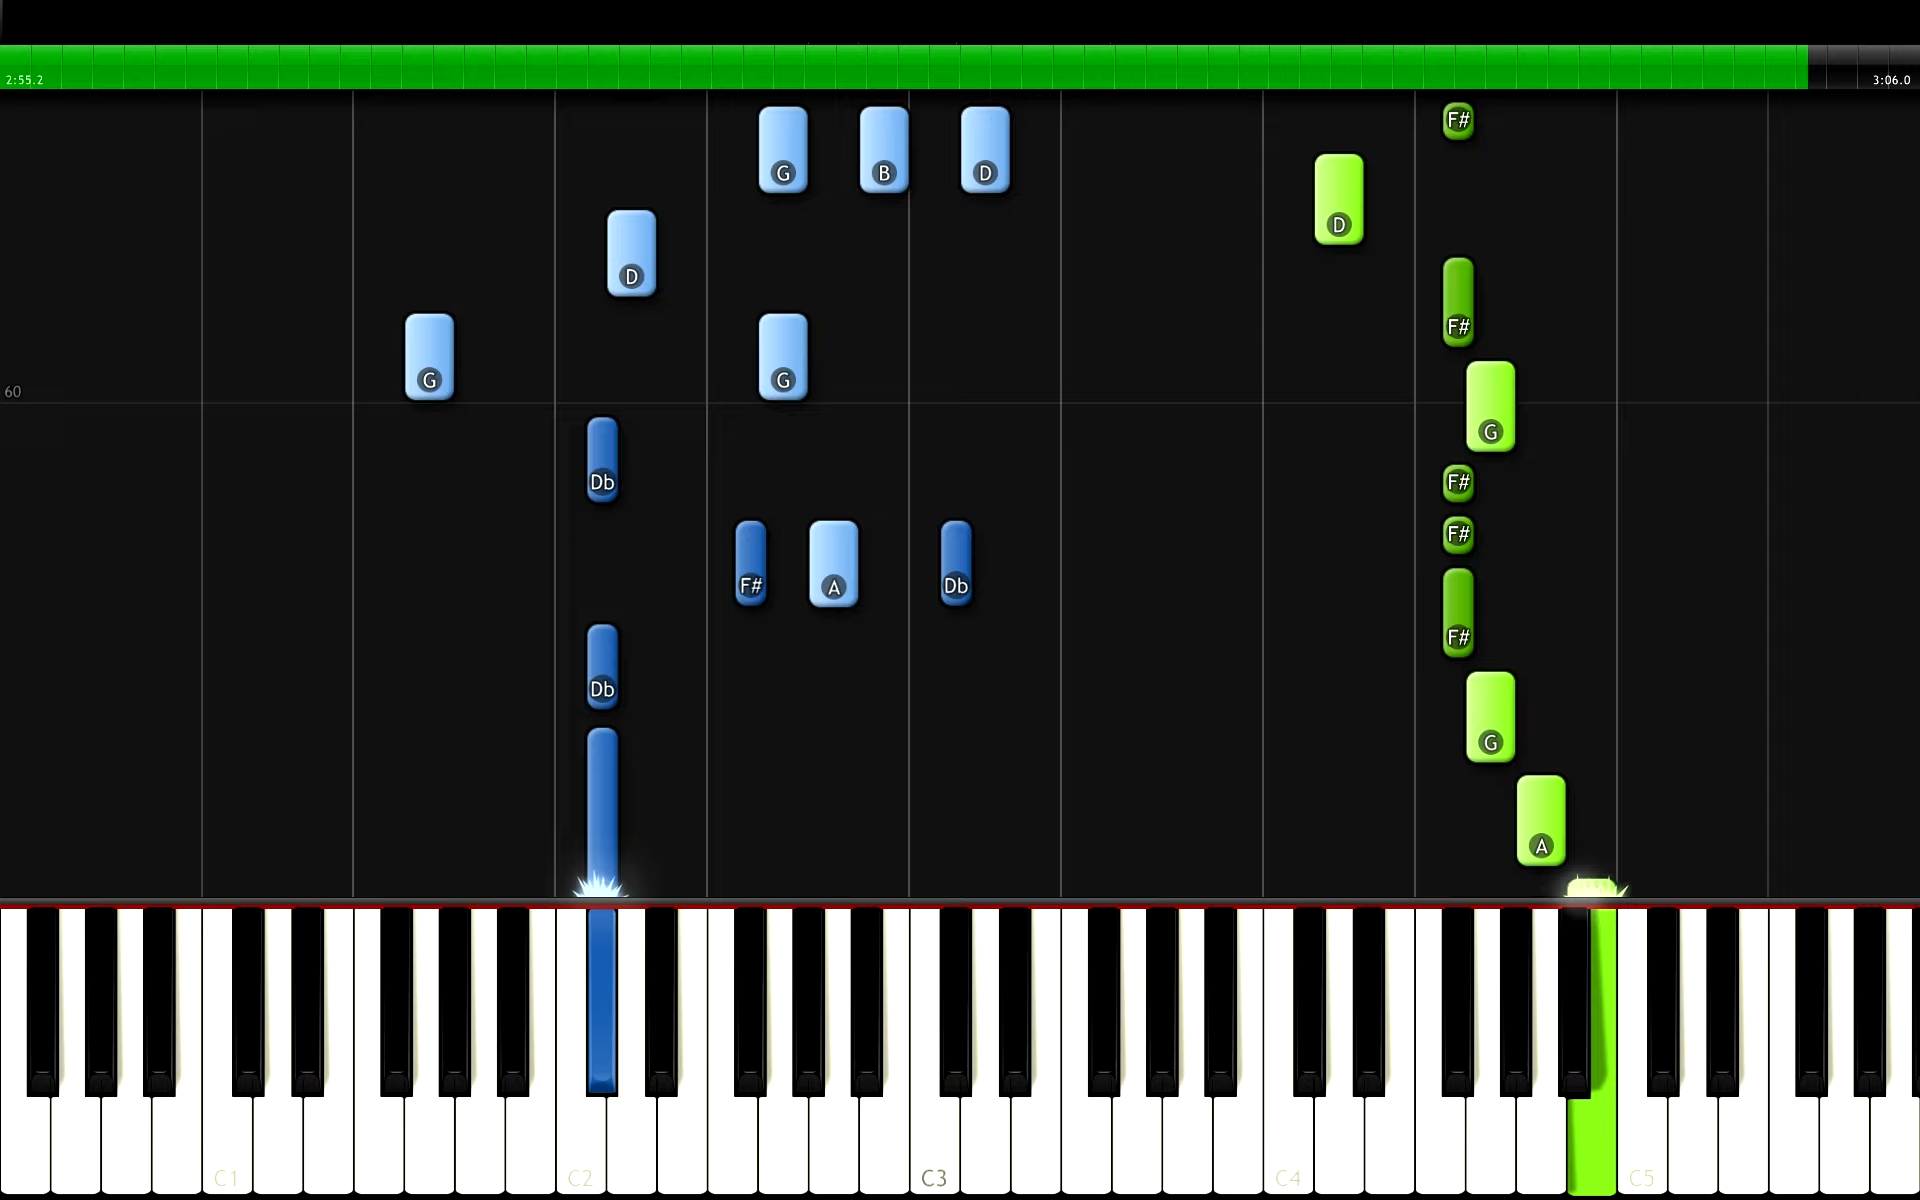 2:55.2 3:06.0
F#
G B D
D
D
F#
G G
60
G
Db F#
F#
F# A Db
F#
Db
G
A
C1 C2 C3 C4 C5